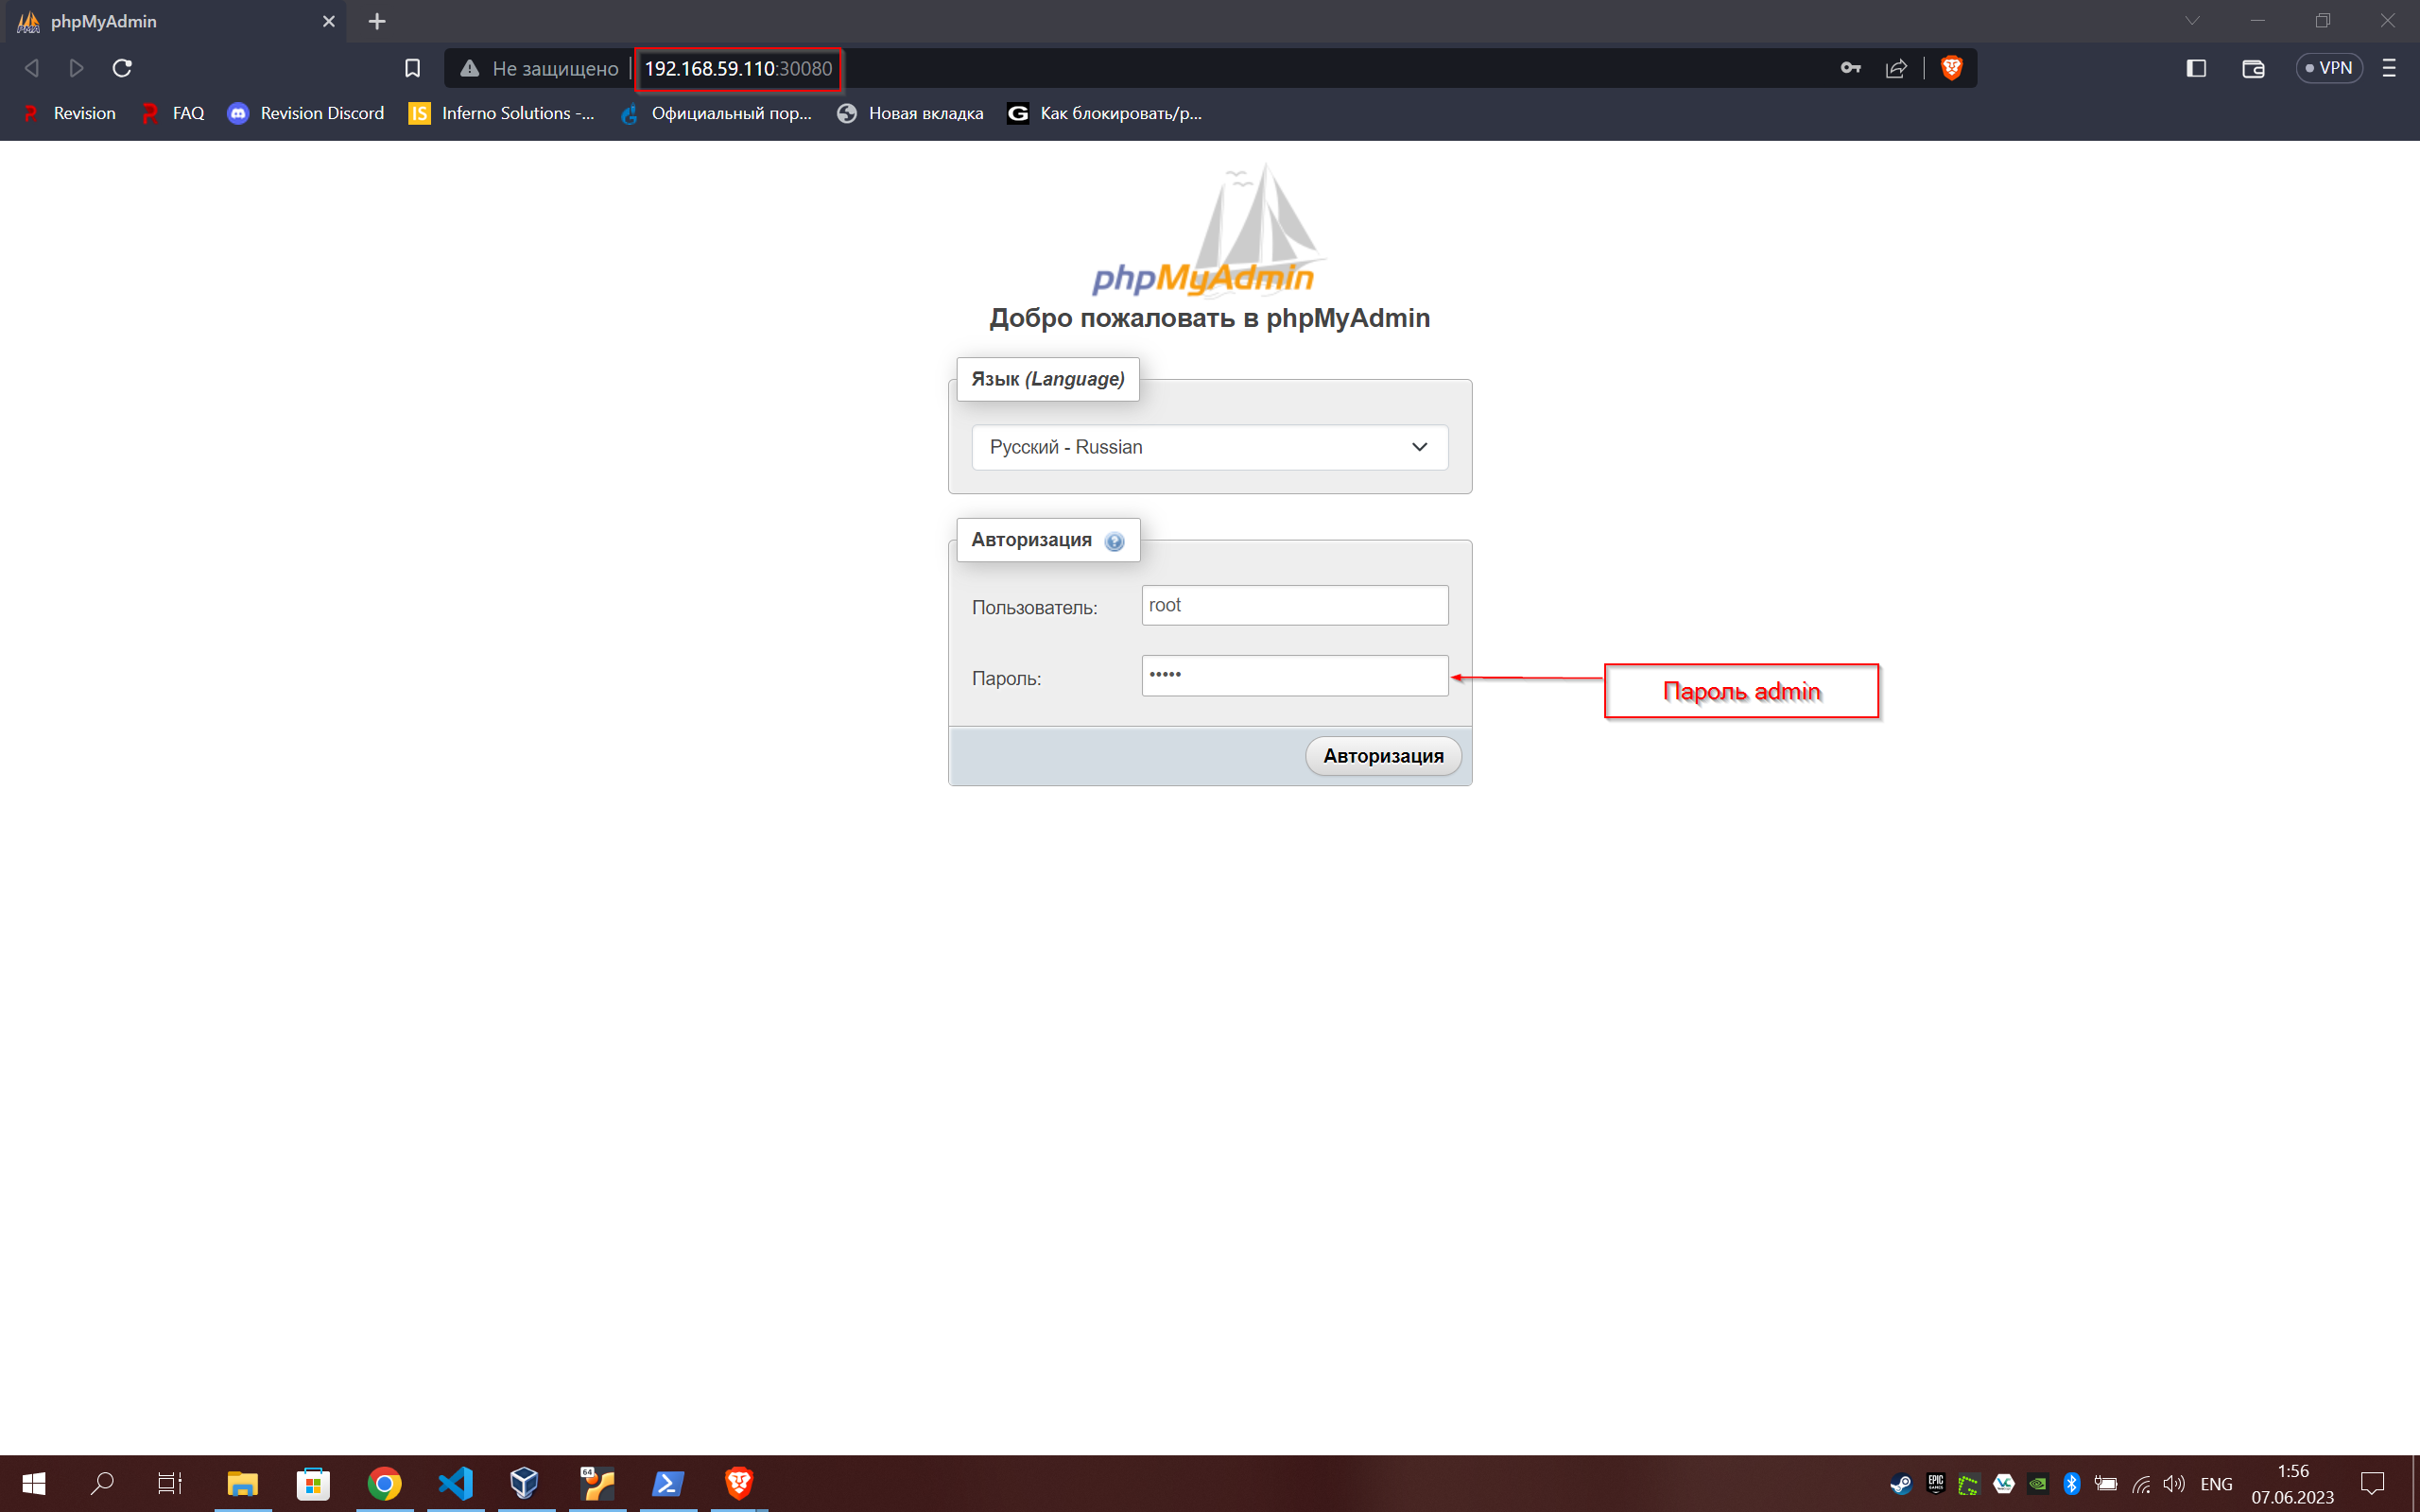 phpMyAdmin
Не защищено 192.168.59.110:30080
VPN
Revision FAQ Revision Discord Inferno Solutions -... Официальный пор... Новая вкладка Как блокировать/р...
phpMyAdmin
Добро пожаловать в phpMyAdmin
Язык (Language)
Русский - Russian
Авторизация
Пользователь: root
Пароль: •••••
Пароль admin
Авторизация
ENG
1:56
07.06.2023